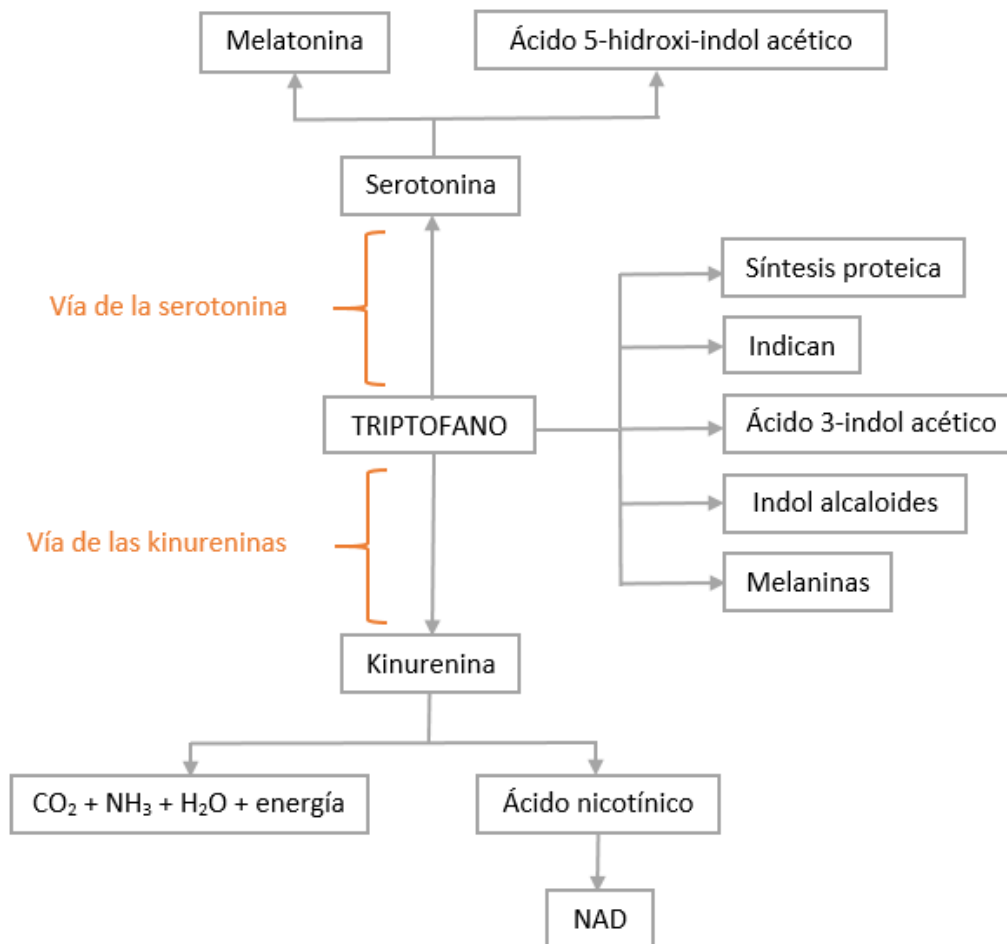 Melatonina
Ácido 5-hidroxi-indol acético
Serotonina
Vía de la serotonina
Síntesis proteica
Indican
TRIPTOFANO
Ácido 3-indol acético
Indol alcaloides
Vía de las kinureninas
Melaninas
Kinurenina
CO₂ + NH₃ + H₂O + energía
Ácido nicotínico
NAD